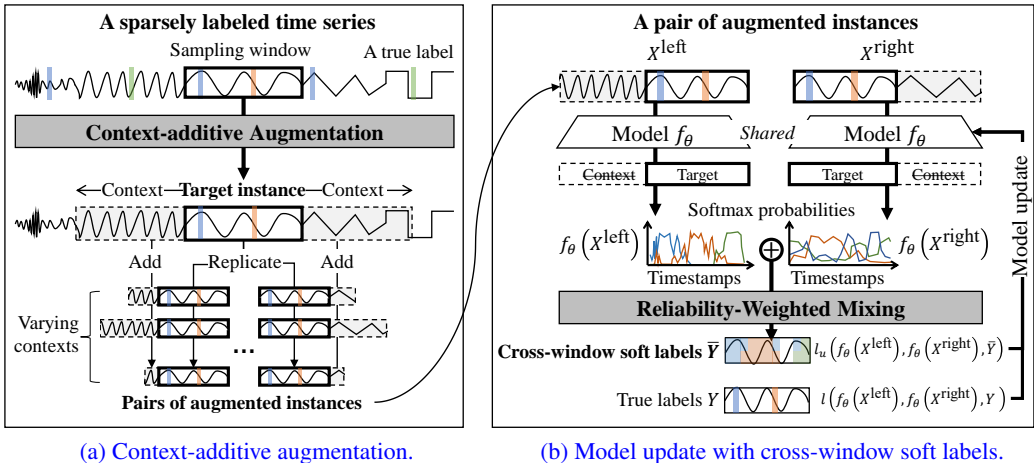 A sparsely labeled time series
Sampling window
A true label
Context-additive Augmentation
Context
Target instance
Context
Add
Replicate
Add
Varying
contexts
...
Pairs of augmented instances
(a) Context-additive augmentation.
A pair of augmented instances
X^left
X^right
Model f_θ
Shared
Model f_θ
Context
Target
Target
Context
Model update
Softmax probabilities
f_θ (X^left)
f_θ (X^right)
Timestamps
Timestamps
Reliability-Weighted Mixing
Cross-window soft labels Ȳ
l_u (f_θ (X^left), f_θ (X^right), Ȳ)
True labels Y
l (f_θ (X^left), f_θ (X^right), Y)
(b) Model update with cross-window soft labels.